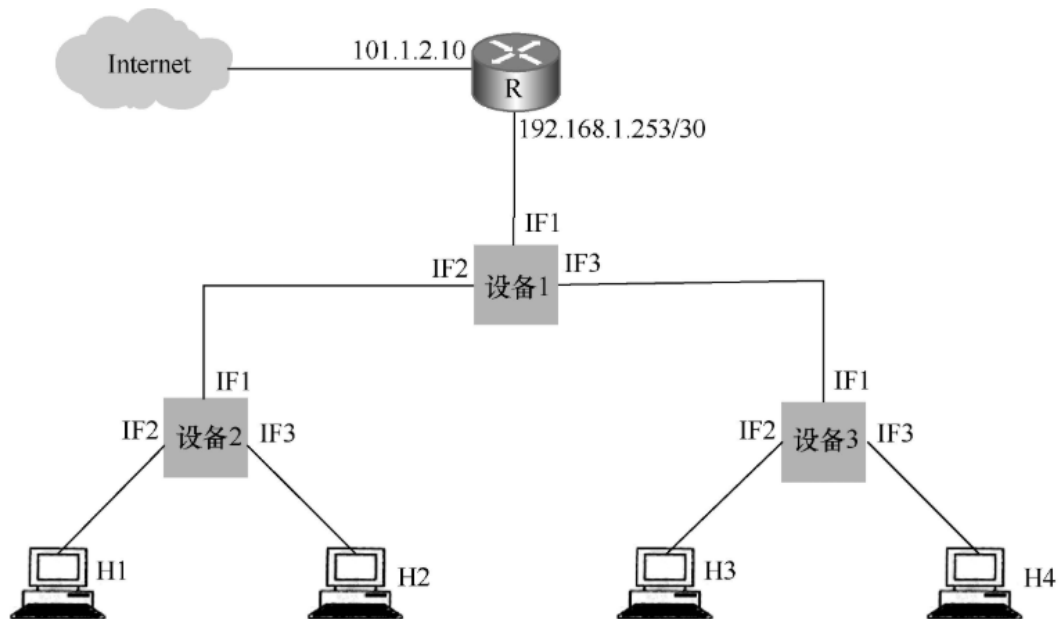 Internet
101.1.2.10
R
192.168.1.253/30
IF1
IF2
IF3
设备1
IF1
IF2
设备2
IF3
IF1
IF2
设备3
IF3
H1
H2
H3
H4